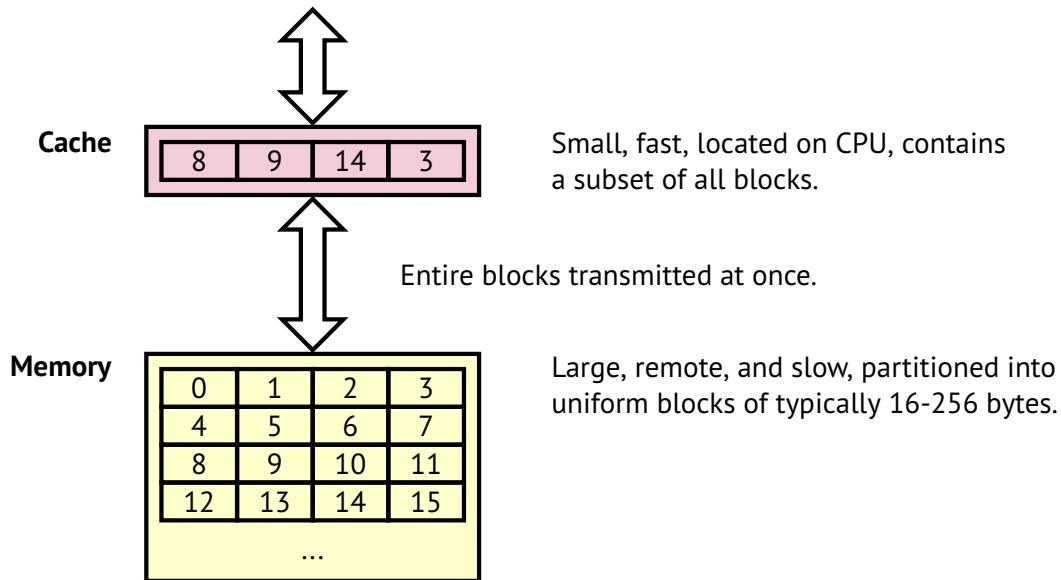 Cache
8 9 14 3
Small, fast, located on CPU, contains
a subset of all blocks.
Entire blocks transmitted at once.
Memory
0 1 2 3
4 5 6 7
8 9 10 11
12 13 14 15
...
Large, remote, and slow, partitioned into
uniform blocks of typically 16-256 bytes.